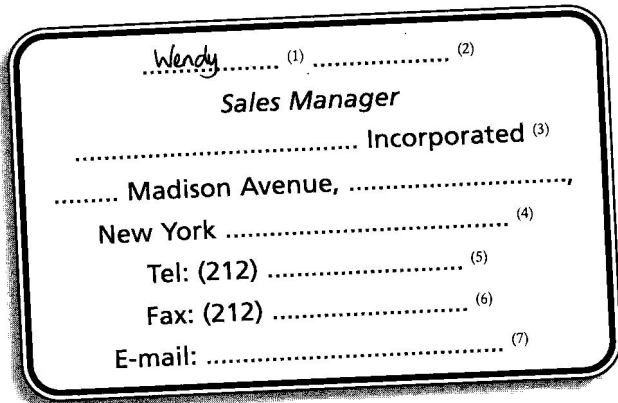 Wendy (1) .................... (2)
Sales Manager
........................................ Incorporated (3)
......... Madison Avenue, ...............................,
New York ........................................ (4)
Tel: (212) ............................ (5)
Fax: (212) ............................ (6)
E-mail: .......................................... (7)